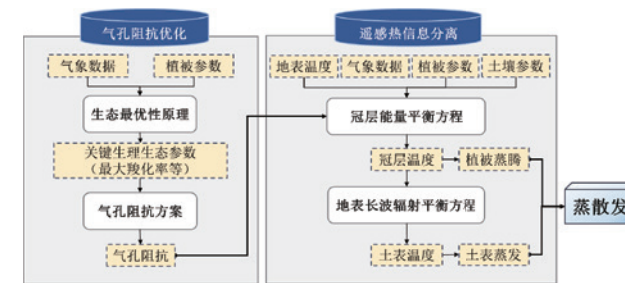 气孔阻抗优化
气象数据
植被参数
生态最优性原理
关键生理生态参数
（最大羧化率等）
气孔阻抗方案
气孔阻抗
遥感热信息分离
地表温度
气象数据
植被参数
土壤参数
冠层能量平衡方程
冠层温度
植被蒸腾
地表长波辐射平衡方程
土表温度
土表蒸发
蒸散发